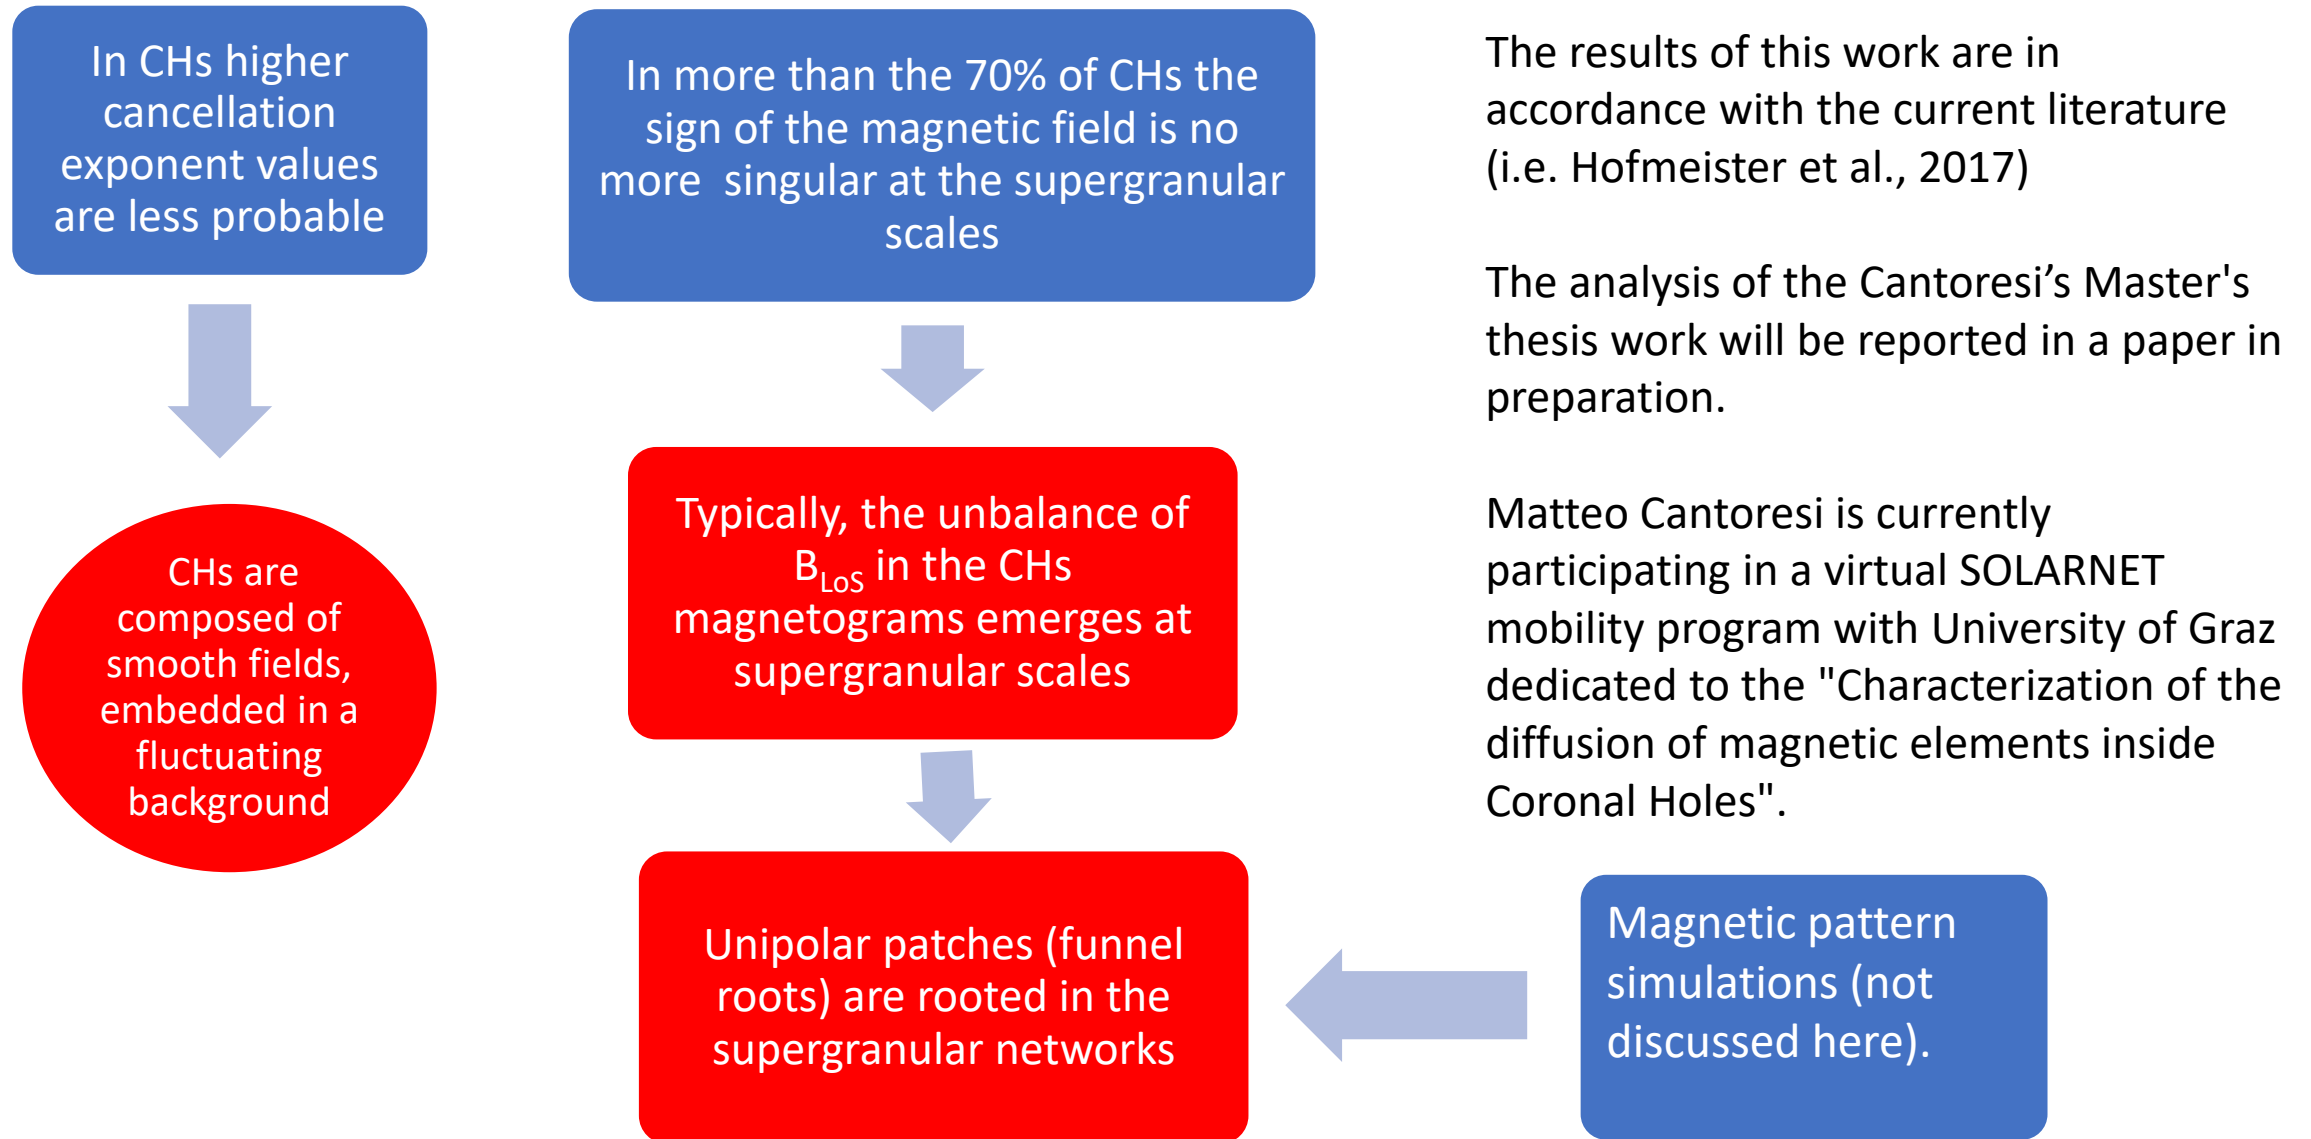 In CHs higher
cancellation
exponent values
are less probable
CHs are
composed of
smooth fields,
embedded in a
fluctuating
background
In more than the 70% of CHs the
sign of the magnetic field is no
more  singular at the supergranular
scales
Typically, the unbalance of
B_LoS in the CHs
magnetograms emerges at
supergranular scales
Unipolar patches (funnel
roots) are rooted in the
supergranular networks
The results of this work are in
accordance with the current literature
(i.e. Hofmeister et al., 2017)
The analysis of the Cantoresi’s Master's
thesis work will be reported in a paper in
preparation.
Matteo Cantoresi is currently
participating in a virtual SOLARNET
mobility program with University of Graz
dedicated to the "Characterization of the
diffusion of magnetic elements inside
Coronal Holes".
Magnetic pattern
simulations (not
discussed here).